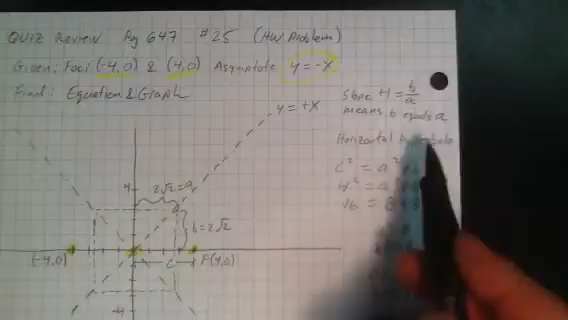 QUIZ REVIEW Pg 647 #25 (HW Problem)
Given: Foci (-4,0) & (4,0) Asymptote y = -x
Find: Equation & Graph
Slope +1 = b/a
means b equals a
y = +x
Horizontal
c² = a²
4² = a²
16 = 8 +
4
2√2 = a
b = 2√2
(-4,0)
c
F(4,0)
-4